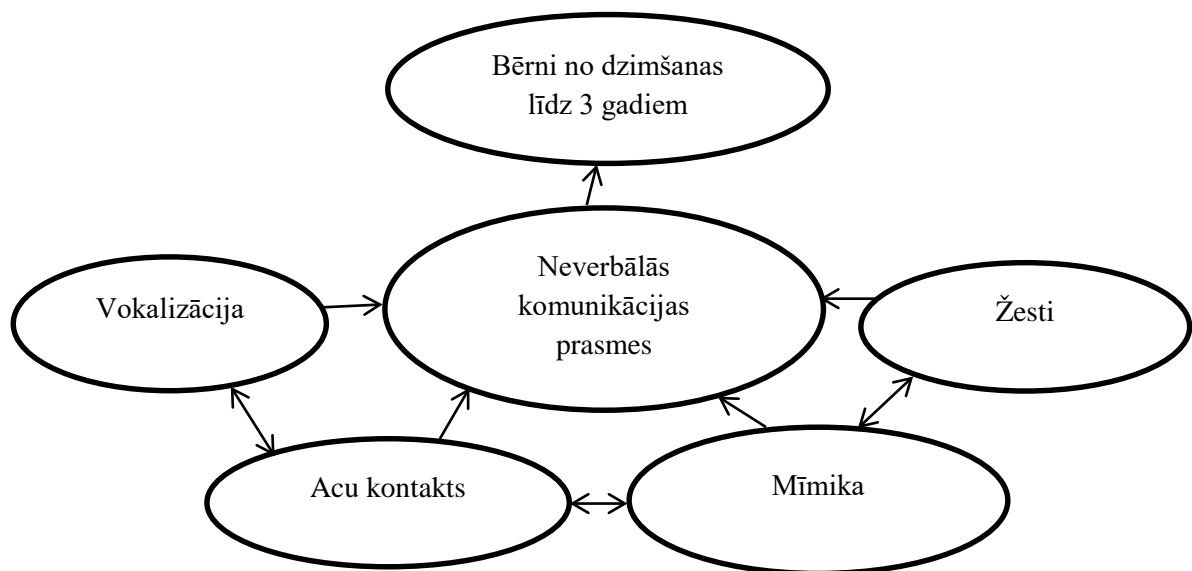 Bērni no dzimšanas
līdz 3 gadiem
Neverbālās
komunikācijas
prasmes
Vokalizācija
Žesti
Acu kontakts
Mīmika